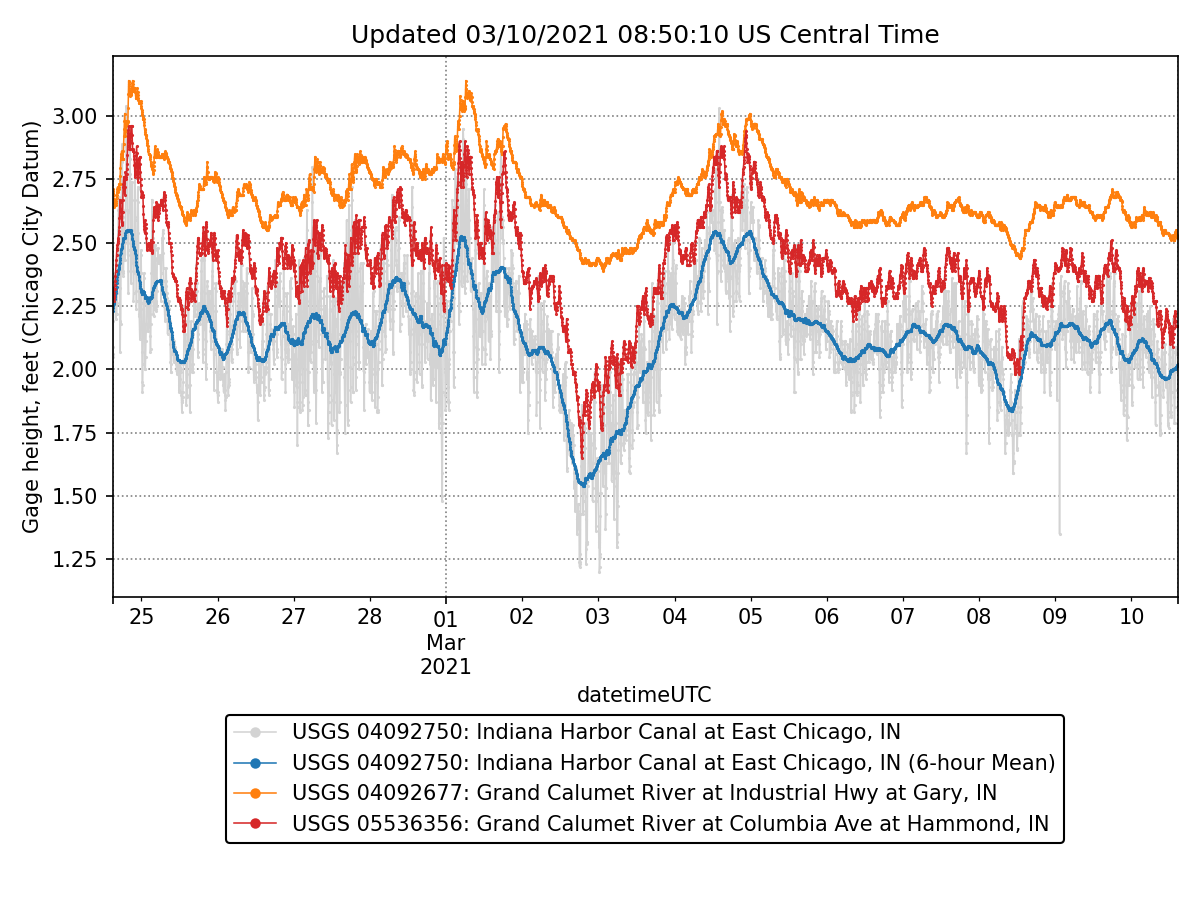 Updated 03/10/2021 08:50:10 US Central Time
Gage height, feet (Chicago City Datum)
3.00
2.75
2.50
2.25
2.00
1.75
1.50
1.25
25 26 27 28 01 02 03 04 05 06 07 08 09 10
Mar
2021
datetimeUTC
USGS 04092750: Indiana Harbor Canal at East Chicago, IN
USGS 04092750: Indiana Harbor Canal at East Chicago, IN (6-hour Mean)
USGS 04092677: Grand Calumet River at Industrial Hwy at Gary, IN
USGS 05536356: Grand Calumet River at Columbia Ave at Hammond, IN